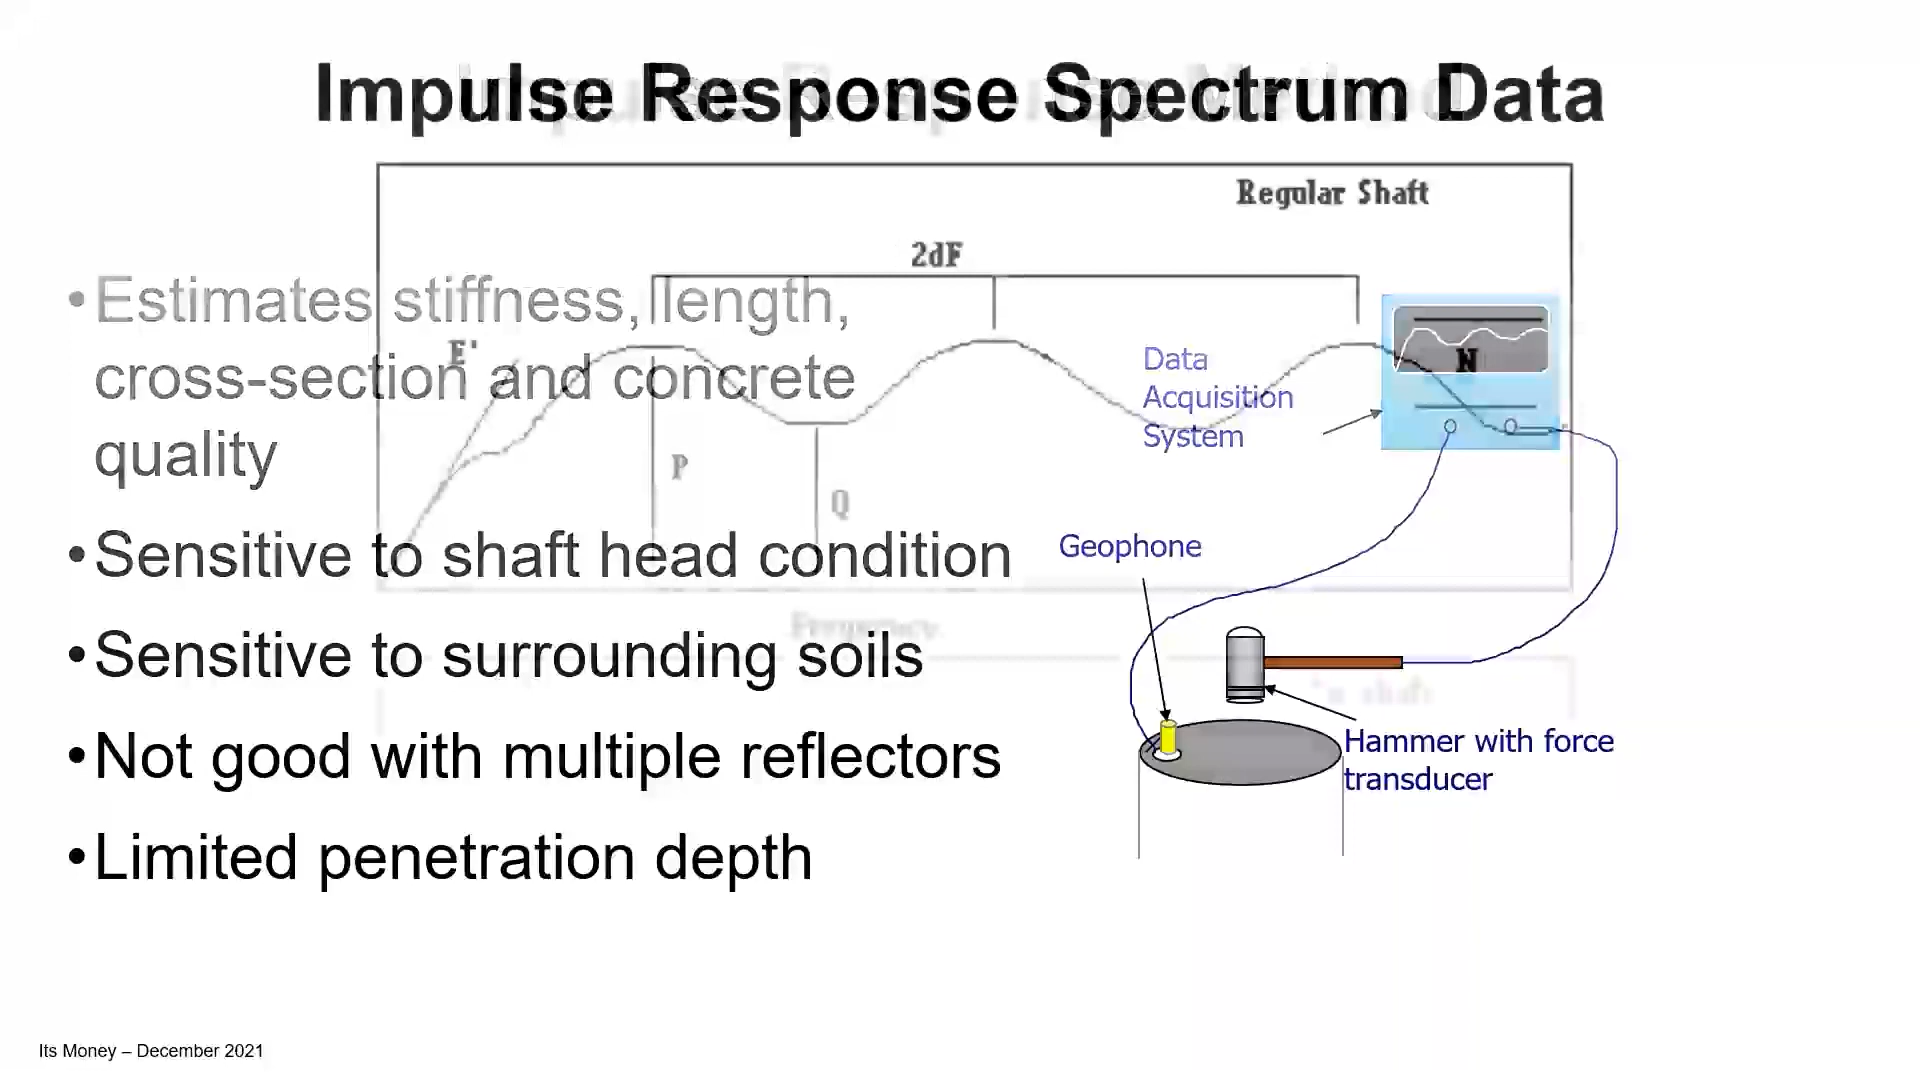 Impulse Response Spectrum Data
Regular Shaft
2dF
• Estimates stiffness, length,
cross-section and concrete
quality
E'
N
P
Q
Data
Acquisition
System
• Sensitive to shaft head condition
Geophone
Frequency
• Sensitive to surrounding soils
shaft
Hammer with force
transducer
• Not good with multiple reflectors
• Limited penetration depth
Its Money – December 2021